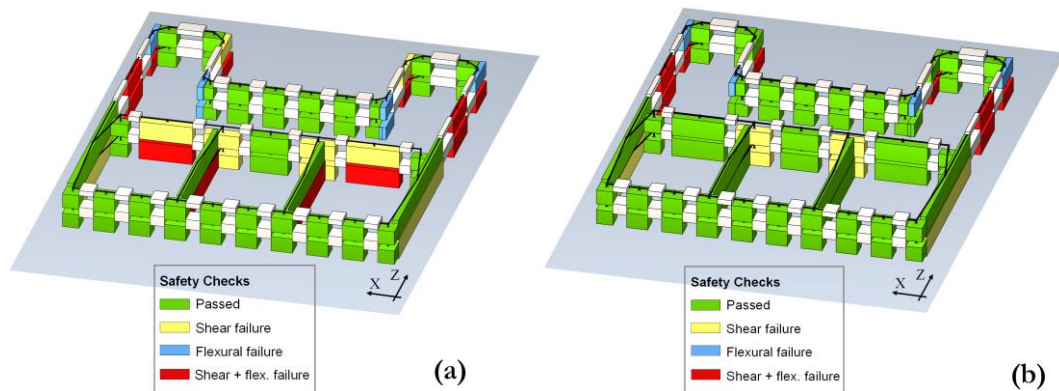 X
Z
Safety Checks
Passed
Shear failure
Flexural failure
Shear + flex. failure
(a)
X
Z
Safety Checks
Passed
Shear failure
Flexural failure
Shear + flex. failure
(b)